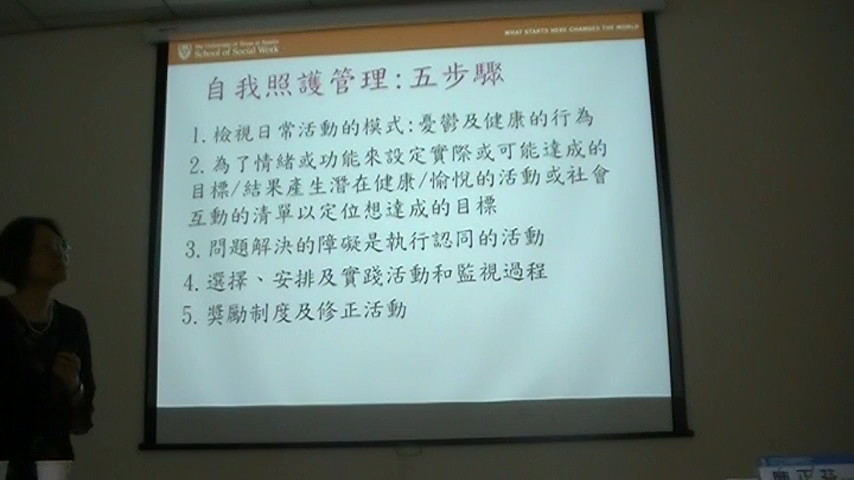 The University of Texas at Austin
School of Social Work
WHAT STARTS HERE CHANGES THE WORLD
自我照護管理:五步驟
1. 檢視日常活動的模式:憂鬱及健康的行為
2. 為了情緒或功能來設定實際或可能達成的
目標/結果產生潛在健康/愉悅的活動或社會
互動的清單以定位想達成的目標
3. 問題解決的障礙是執行認同的活動
4. 選擇、安排及實踐活動和監視過程
5. 獎勵制度及修正活動